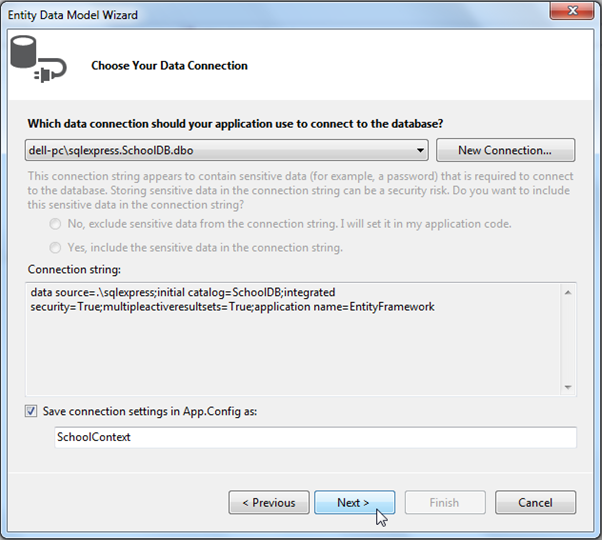 Entity Data Model Wizard
Choose Your Data Connection
Which data connection should your application use to connect to the database?
dell-pc\sqlexpress.SchoolDB.dbo
New Connection...
This connection string appears to contain sensitive data (for example, a password) that is required to connect
to the database. Storing sensitive data in the connection string can be a security risk. Do you want to include
this sensitive data in the connection string?
No, exclude sensitive data from the connection string. I will set it in my application code.
Yes, include the sensitive data in the connection string.
Connection string:
data source=.\sqlexpress;initial catalog=SchoolDB;integrated
security=True;multipleactiveresultsets=True;application name=EntityFramework
Save connection settings in App.Config as:
SchoolContext
< Previous
Next >
Finish
Cancel